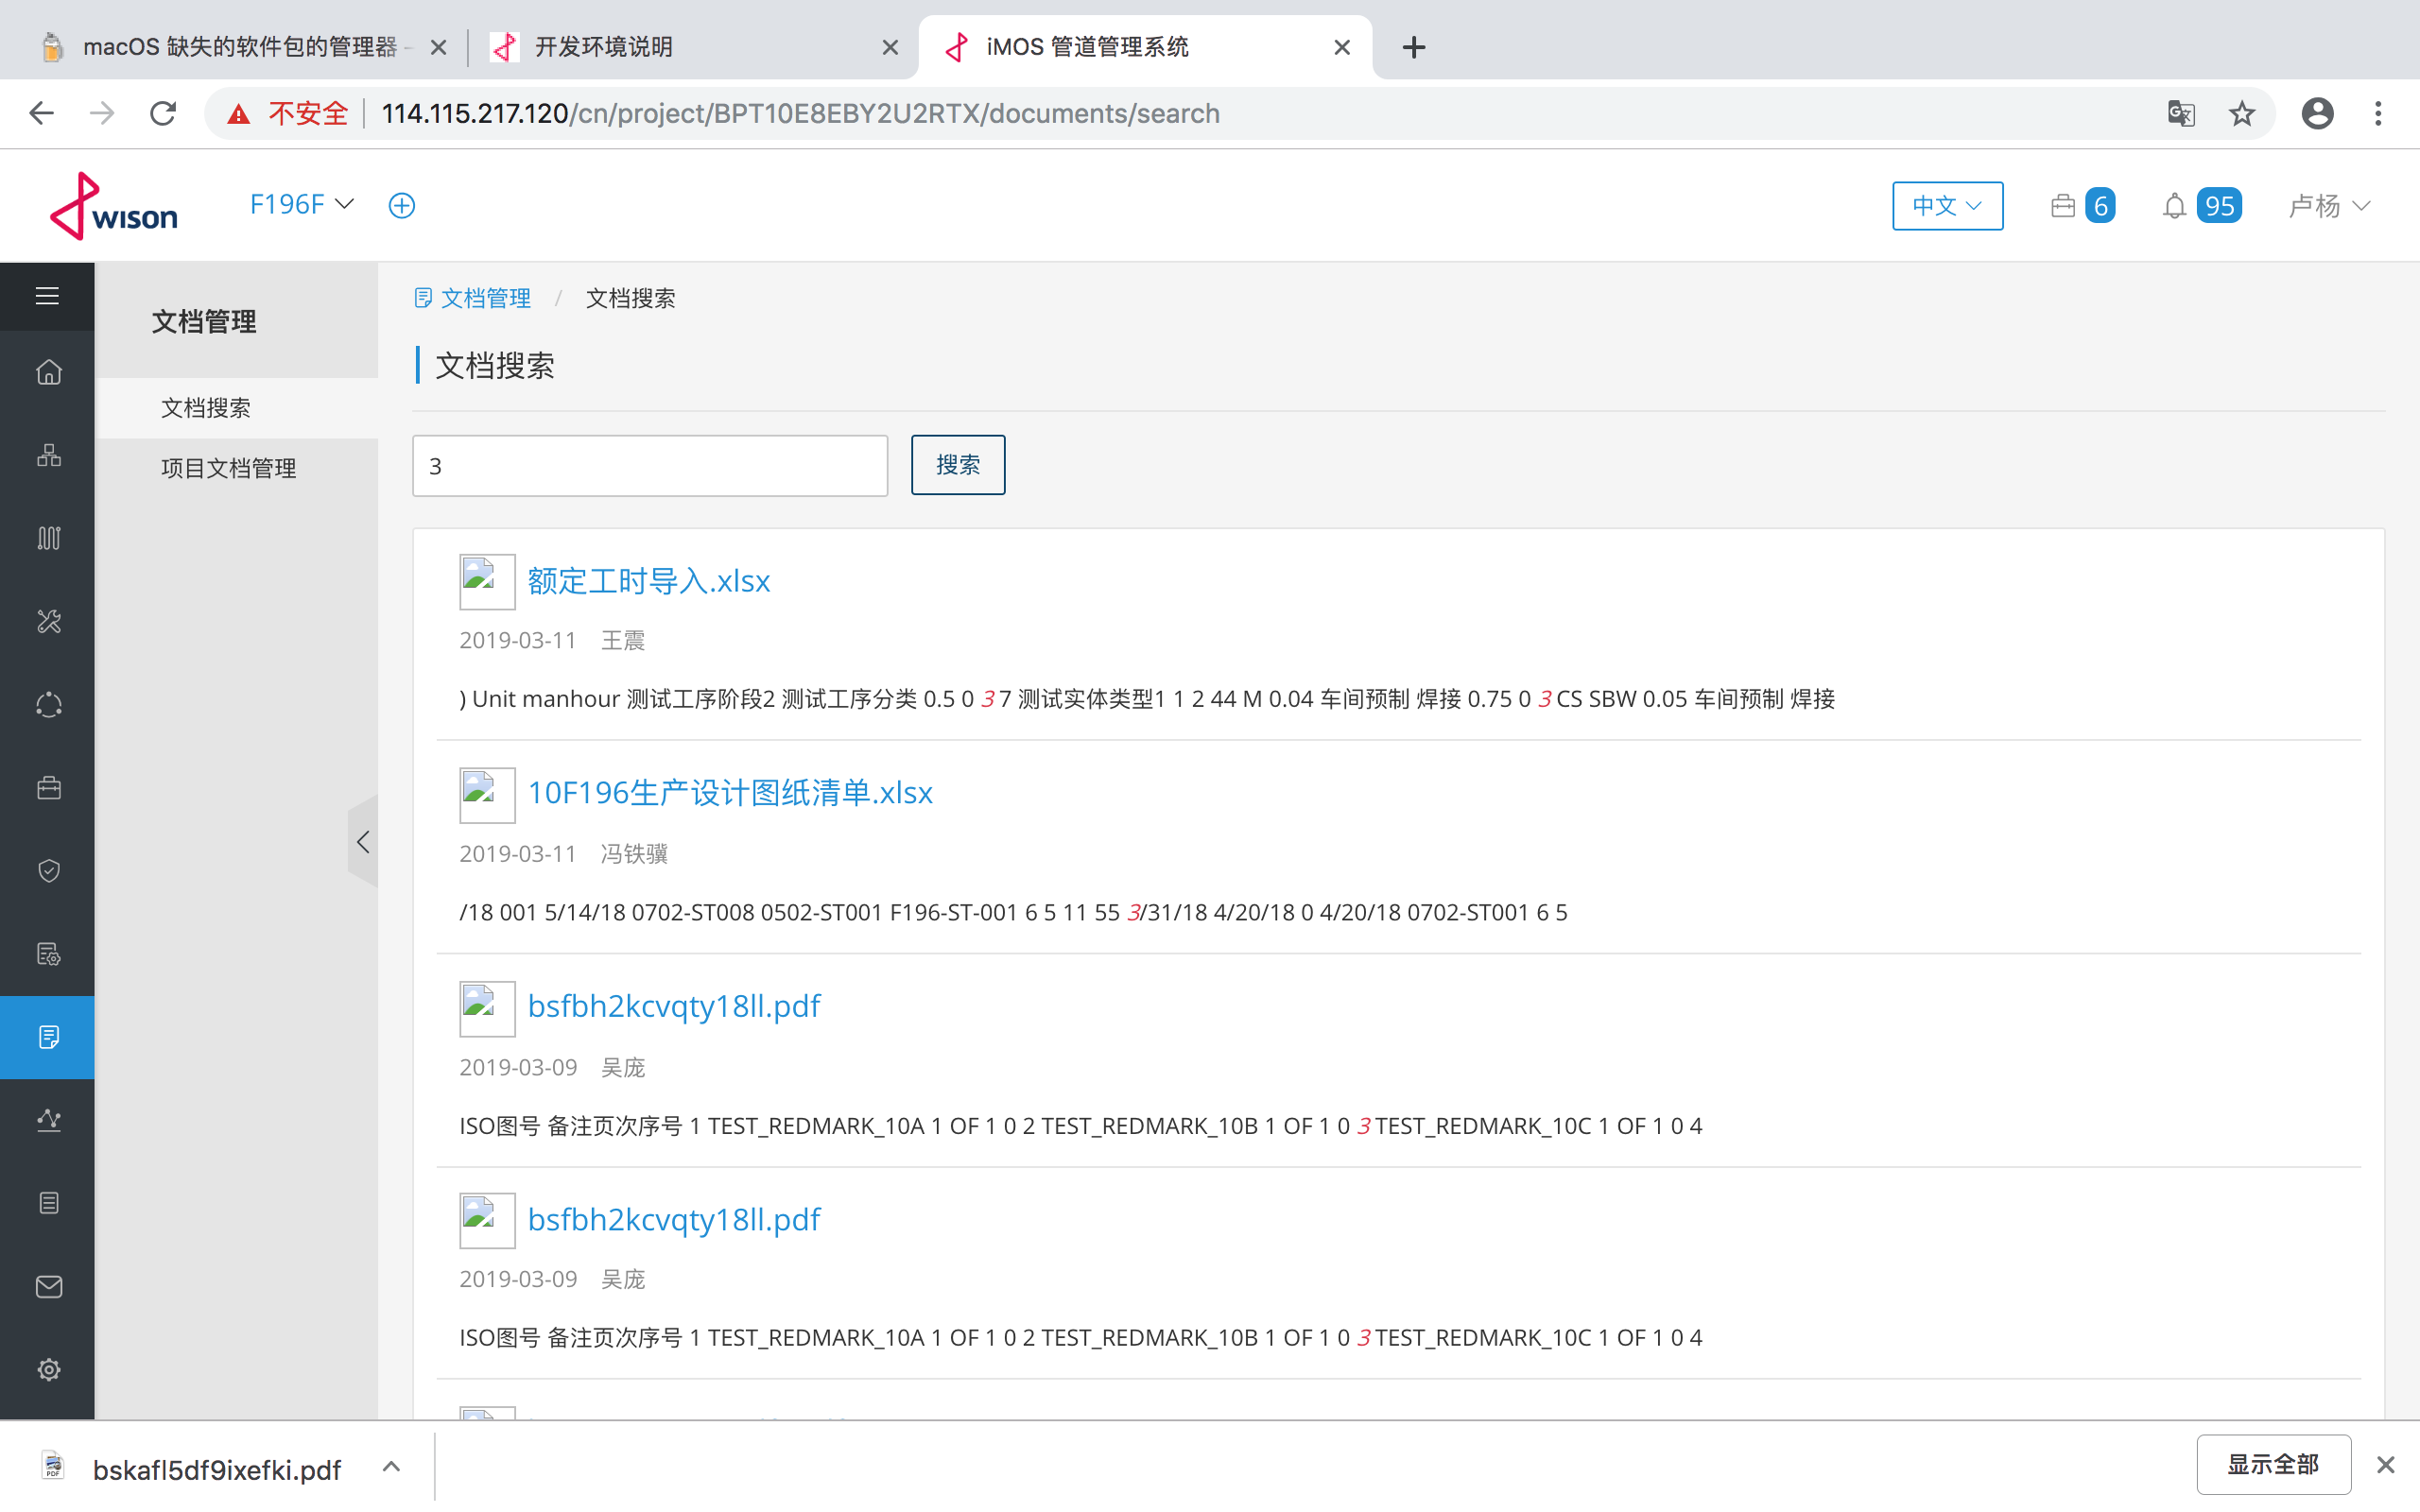 macOS 缺失的软件包的管理器 -
开发环境说明
iMOS 管道管理系统
不安全
114.115.217.120/cn/project/BPT10E8EBY2U2RTX/documents/search
wison
F196F
中文
6
95
卢杨
文档管理
文档搜索
项目文档管理
文档管理 / 文档搜索
文档搜索
3
搜索
额定工时导入.xlsx
2019-03-11 王震
) Unit manhour 测试工序阶段2 测试工序分类 0.5 0 3 7 测试实体类型1 1 2 44 M 0.04 车间预制 焊接 0.75 0 3 CS SBW 0.05 车间预制 焊接
10F196生产设计图纸清单.xlsx
2019-03-11 冯铁骥
/18 001 5/14/18 0702-ST008 0502-ST001 F196-ST-001 6 5 11 55 3/31/18 4/20/18 0 4/20/18 0702-ST001 6 5
bsfbh2kcvqty18ll.pdf
2019-03-09 吴庞
ISO图号 备注页次序号 1 TEST_REDMARK_10A 1 OF 1 0 2 TEST_REDMARK_10B 1 OF 1 0 3 TEST_REDMARK_10C 1 OF 1 0 4
bsfbh2kcvqty18ll.pdf
2019-03-09 吴庞
ISO图号 备注页次序号 1 TEST_REDMARK_10A 1 OF 1 0 2 TEST_REDMARK_10B 1 OF 1 0 3 TEST_REDMARK_10C 1 OF 1 0 4
bskafl5df9ixefki.pdf
显示全部